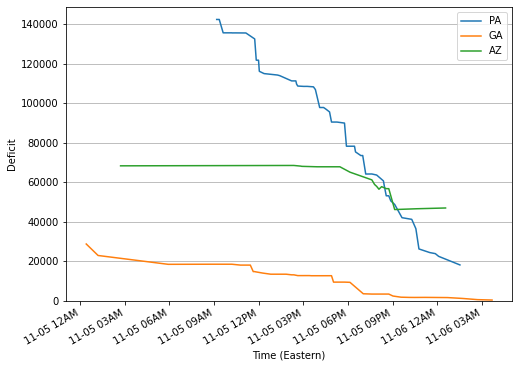 140000
120000
100000
80000
60000
40000
20000
0
Deficit
PA
GA
AZ
11-05 12AM
11-05 03AM
11-05 06AM
11-05 09AM
11-05 12PM
11-05 03PM
11-05 06PM
11-05 09PM
11-06 12AM
11-06 03AM
Time (Eastern)